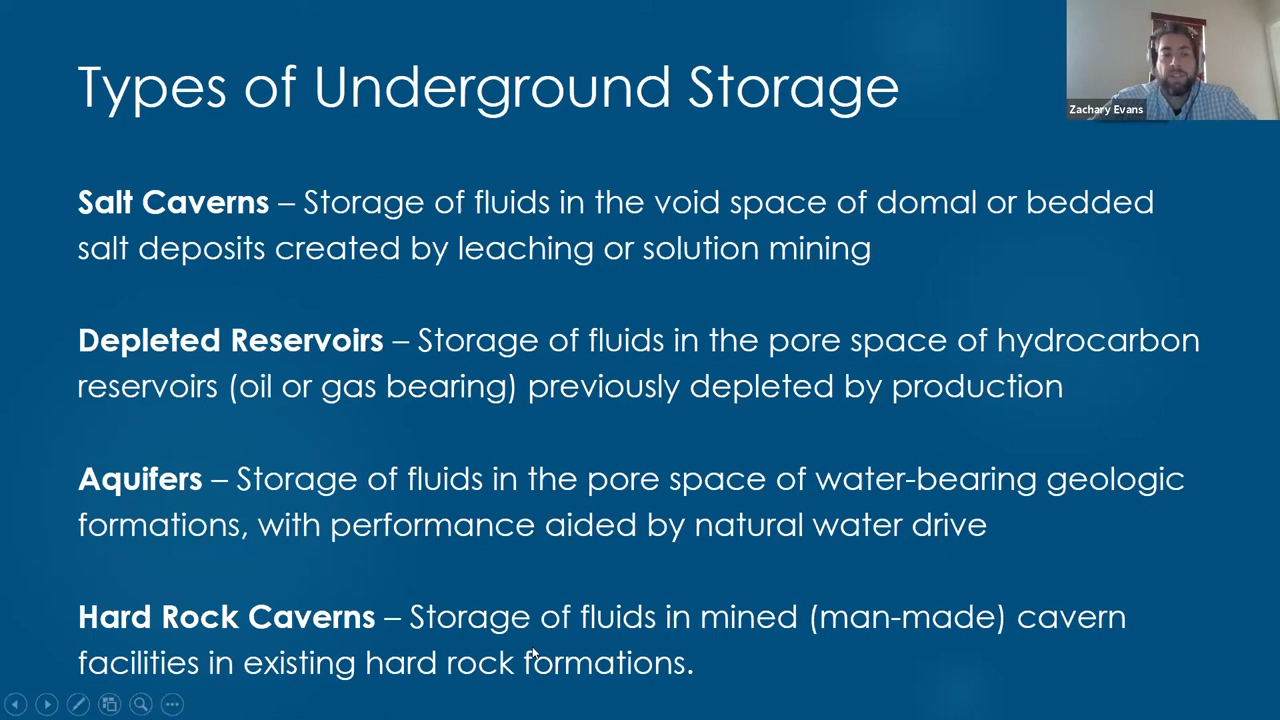 Types of Underground Storage
Zachary Evans
Salt Caverns – Storage of fluids in the void space of domal or bedded
salt deposits created by leaching or solution mining
Depleted Reservoirs – Storage of fluids in the pore space of hydrocarbon
reservoirs (oil or gas bearing) previously depleted by production
Aquifers – Storage of fluids in the pore space of water-bearing geologic
formations, with performance aided by natural water drive
Hard Rock Caverns – Storage of fluids in mined (man-made) cavern
facilities in existing hard rock formations.